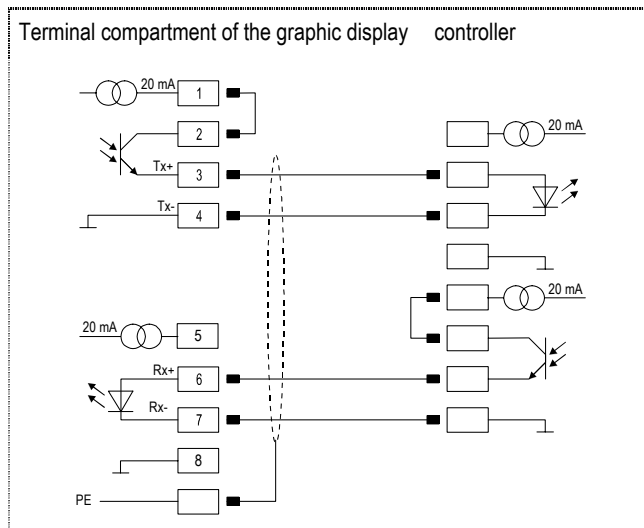 Terminal compartment of the graphic display controller
20 mA 1
2 20 mA
Tx+ 3
Tx- 4
20 mA
20 mA 5
Rx+ 6
Rx- 7
8
PE